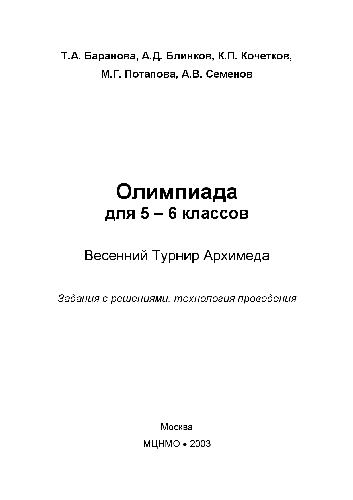 Т.А. Баранова, А.Д. Блинков, К.П. Кочетков,
М.Г. Потапова, А.В. Семенов
Олимпиада
для 5 – 6 классов
Весенний Турнир Архимеда
Задания с решениями, технология проведения
Москва
МЦНМО • 2003